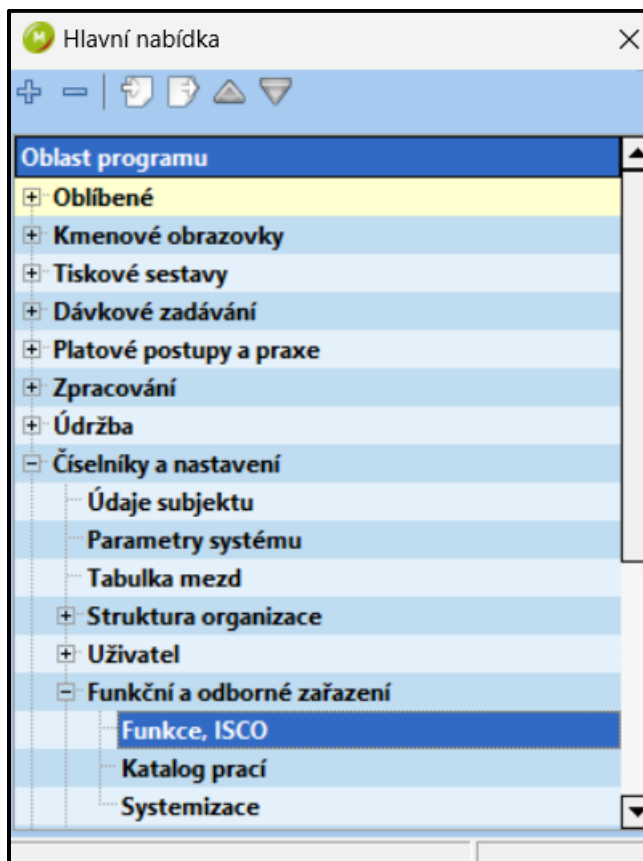 Hlavní nabídka
Oblast programu
Oblíbené
Kmenové obrazovky
Tiskové sestavy
Dávkové zadávání
Platové postupy a praxe
Zpracování
Údržba
Číselníky a nastavení
Údaje subjektu
Parametry systému
Tabulka mezd
Struktura organizace
Uživatel
Funkční a odborné zařazení
Funkce, ISCO
Katalog prací
Systemizace